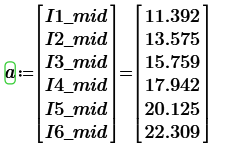 I1_mid 11.392
I2_mid 13.575
I3_mid 15.759
a := I4_mid = 17.942
I5_mid 20.125
I6_mid 22.309